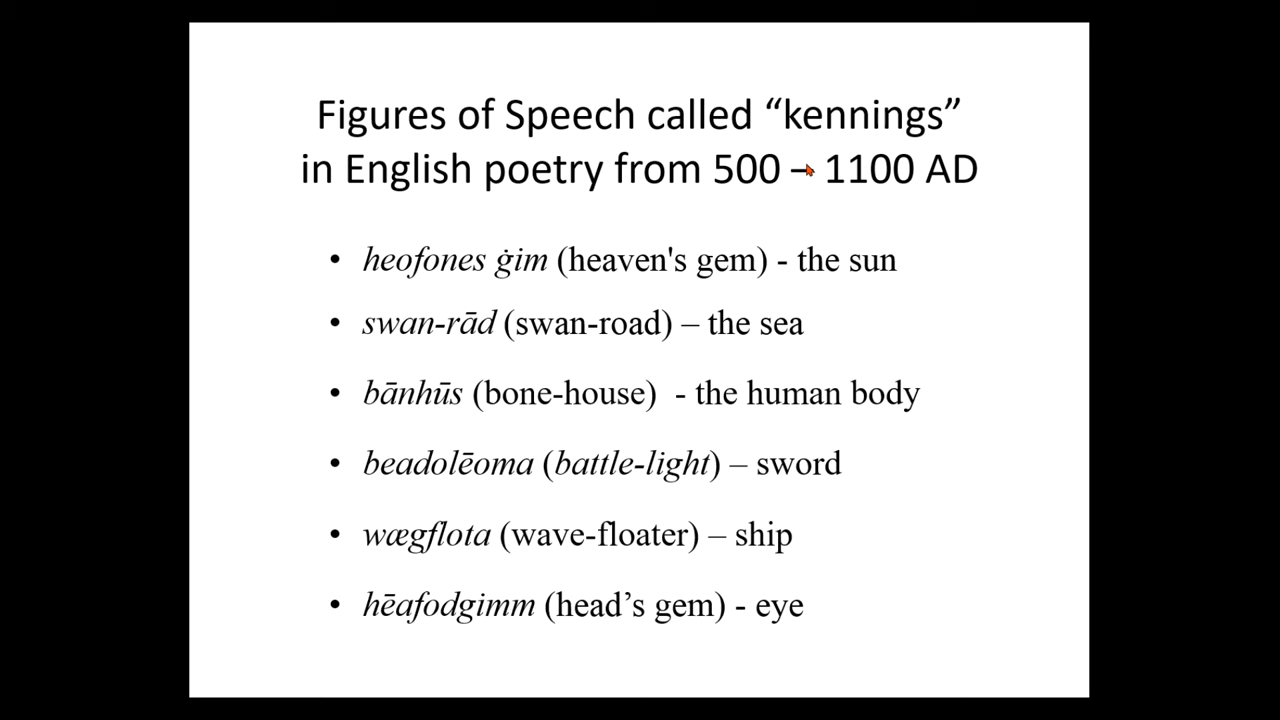 Figures of Speech called “kennings”
in English poetry from 500 – 1100 AD
• heofones ġim (heaven's gem) - the sun
• swan-rād (swan-road) – the sea
• bānhūs (bone-house)  - the human body
• beadolēoma (battle-light) – sword
• wægflota (wave-floater) – ship
• hēafodgimm (head’s gem) - eye